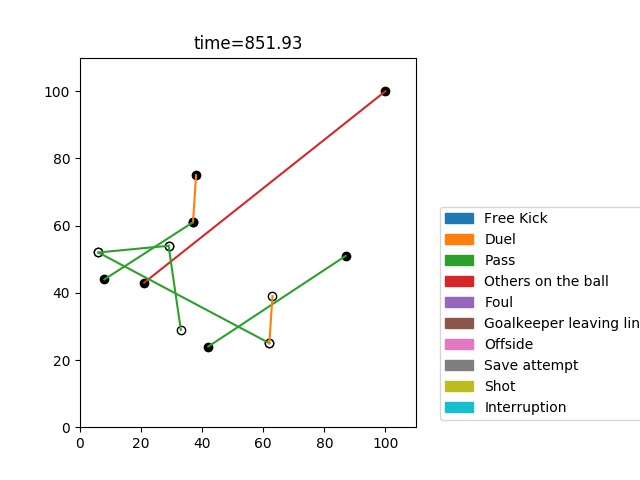 time=851.93
100
80
60
40
20
0
0 20 40 60 80 100
Free Kick
Duel
Pass
Others on the ball
Foul
Goalkeeper leaving lin
Offside
Save attempt
Shot
Interruption